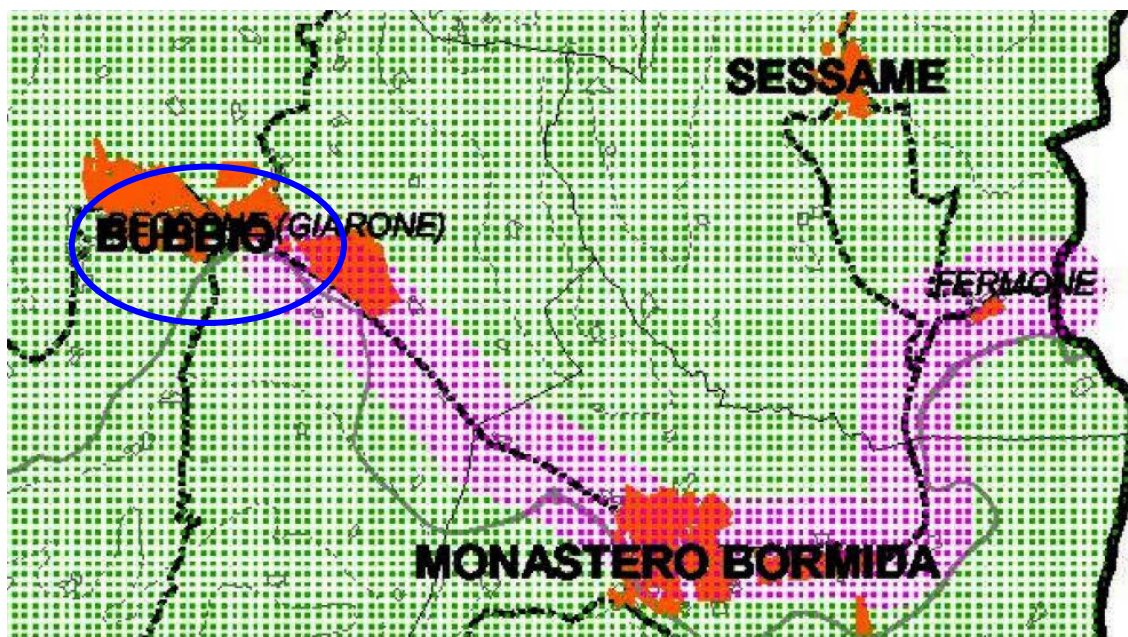 SESSAME
(GIARONE)
BUBBIO
FERMONE
MONASTERO BORMIDA